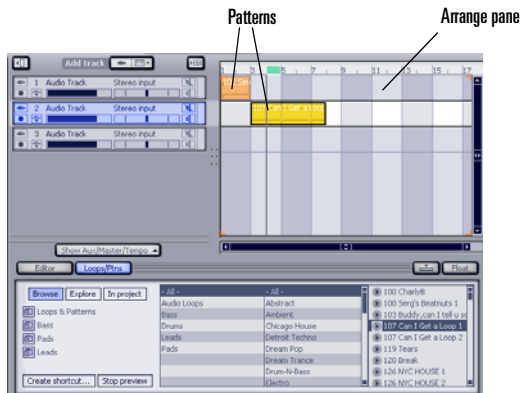 Patterns
Arrange pane
Add track
1 3 5 7 9 11 13 15 17
1 Audio Track Stereo input
2 Audio Track Stereo input
107 Can I Get a Loop
3 Audio Track Stereo input
Show Aux/Master/Tempo
Editor
Loops/Ptns
Float
Browse
Explore
In project
Loops & Patterns
Bass
Pads
Leads
Create shortcut...
Stop preview
- All -
Audio Loops
Bass
Drums
Leads
Pads
- All -
Abstract
Ambient
Chicago House
Detroit Techno
Dream Pop
Dream Trance
Drum-N-Bass
Electro
100 CharlyB
100 Serg's Beatnuts 1
103 Buddy,can I tell u so
107 Can I Get a Loop 1
107 Can I Get a Loop 2
119 Tears
120 Break
126 NYC HOUSE 1
126 NYC HOUSE 2